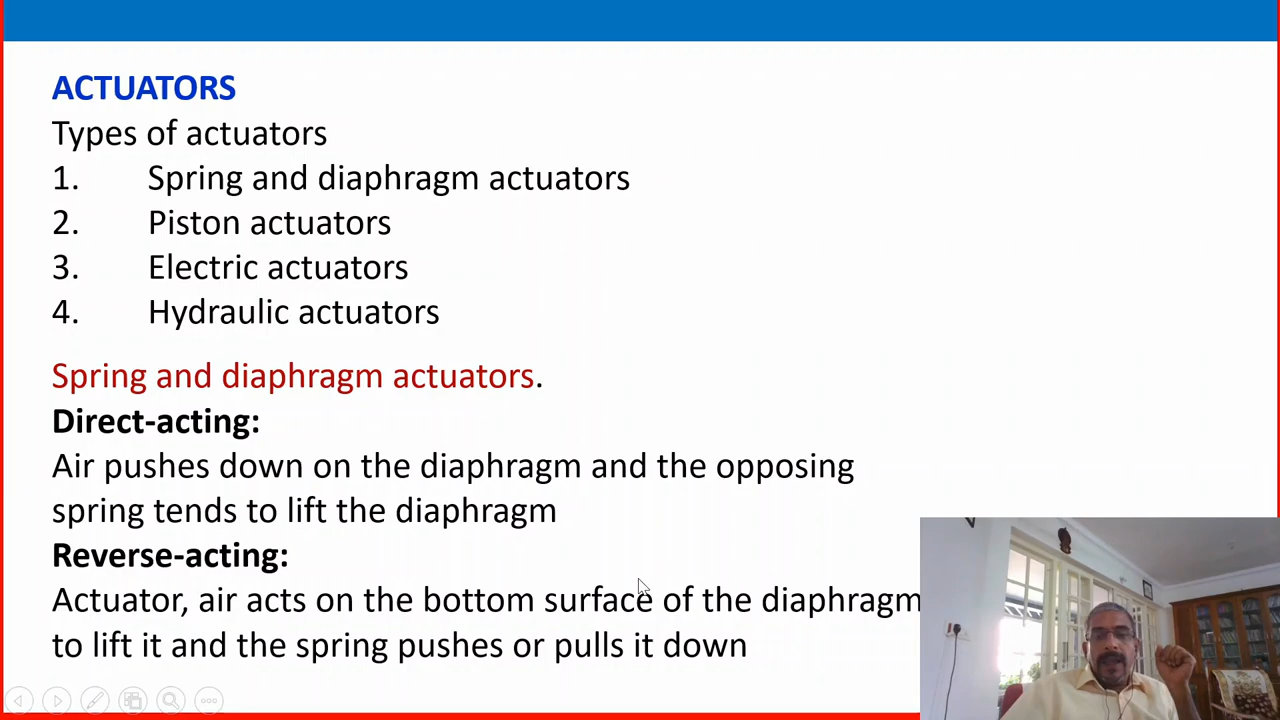 ACTUATORS
Types of actuators
1. Spring and diaphragm actuators
2. Piston actuators
3. Electric actuators
4. Hydraulic actuators
Spring and diaphragm actuators.
Direct-acting:
Air pushes down on the diaphragm and the opposing
spring tends to lift the diaphragm
Reverse-acting:
Actuator, air acts on the bottom surface of the diaphragm
to lift it and the spring pushes or pulls it down